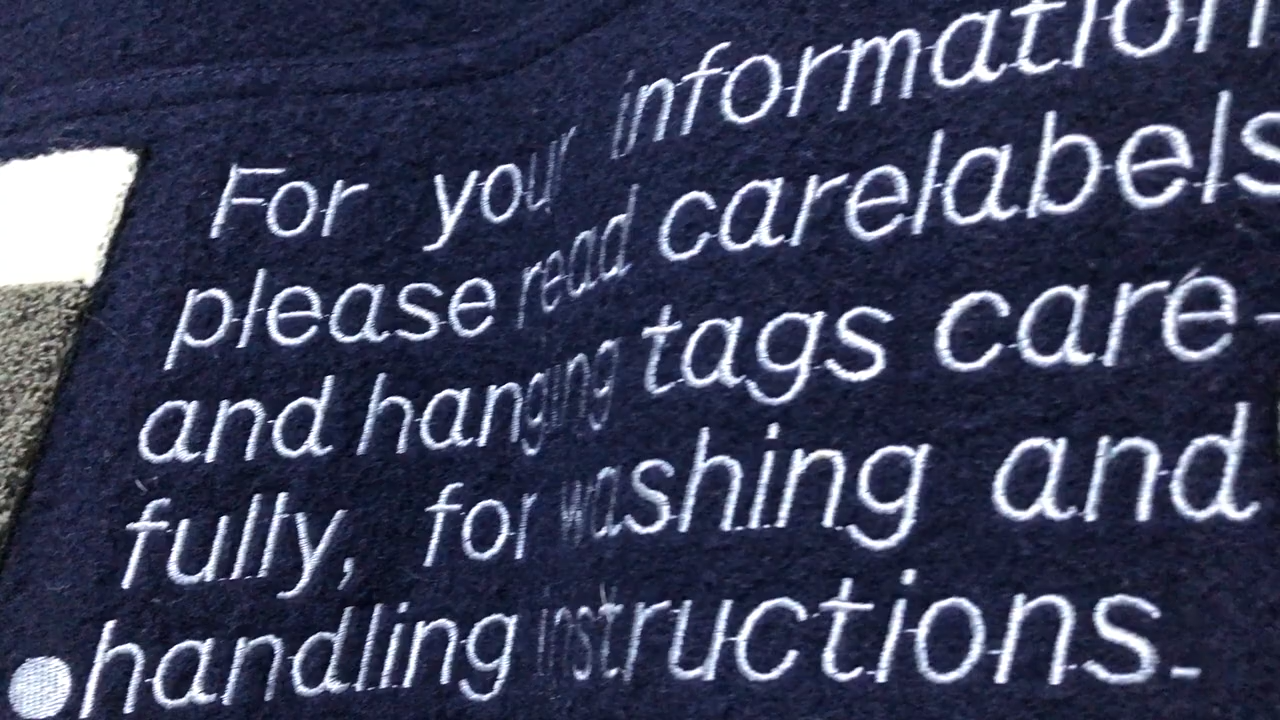 For your information
please read carelabels
and hanging tags care-
fully, for washing and
handling instructions.